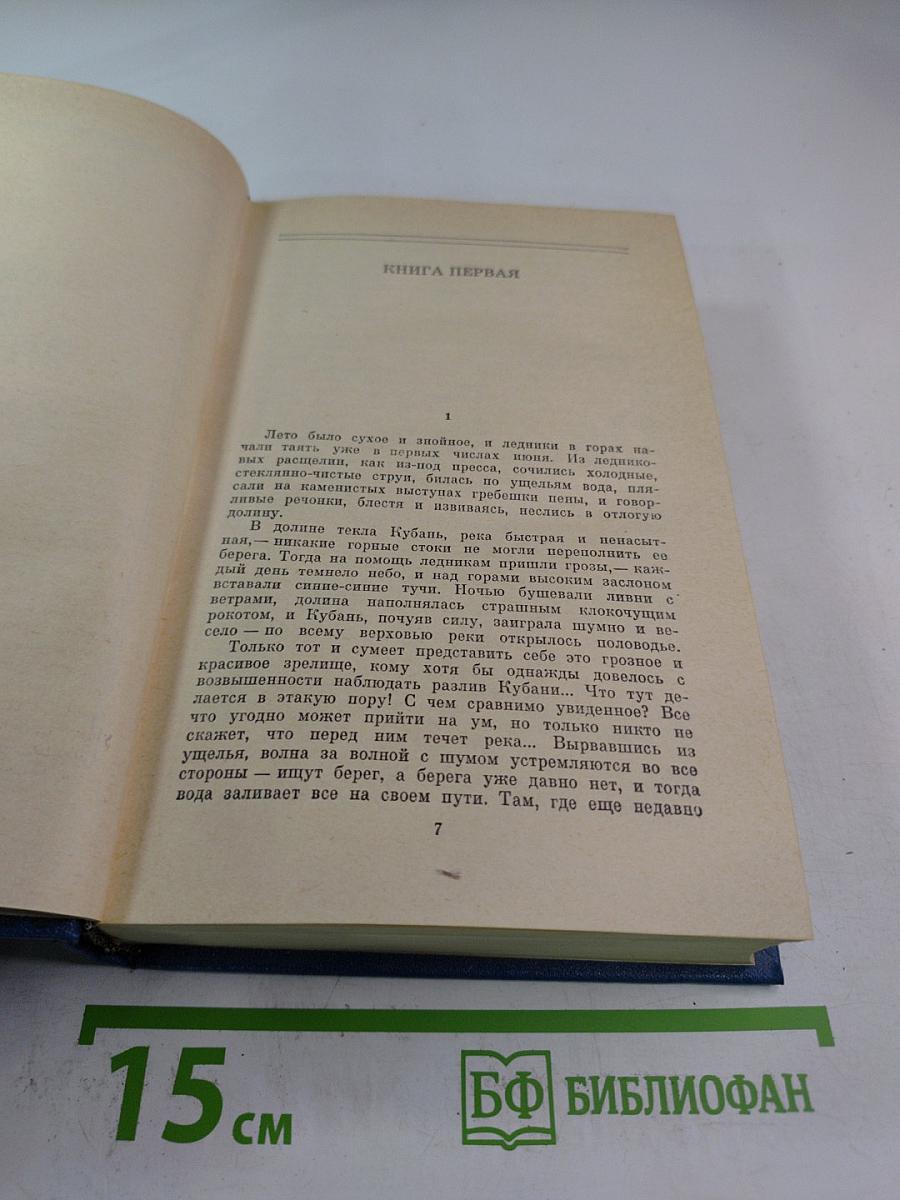 КНИГА ПЕРВАЯ
1
Лето было сухое и знойное, и ледники в горах на-
чали таять уже в первых числах июня. Из леднико-
вых расщелин, как из-под пресса, сочились холодные,
стеклянно-чистые струи, билась по ущельям вода, пля-
сали на каменистых выступах гребешки пены, и говор-
ливые речонки, блестя и извиваясь, неслись в отлогую
долину.
В долине текла Кубань, река быстрая и ненасыт-
ная,— никакие горные стоки не могли переполнить ее
берега. Тогда на помощь ледникам пришли грозы,— каж-
дый день темнело небо, и над горами высоким заслоном
вставали синие-синие тучи. Ночью бушевали ливни с
ветрами, долина наполнялась страшным клокочущим
рокотом, и Кубань, почуяв силу, заиграла шумно и ве-
село — по всему верховью реки открылось половодье.
Только тот и сумеет представить себе это грозное и
красивое зрелище, кому хотя бы однажды довелось с
возвышенности наблюдать разлив Кубани... Что тут де-
лается в этакую пору! С чем сравнимо увиденное? Все
что угодно может прийти на ум, но только никто не
скажет, что перед ним течет река... Вырвавшись из
ущелья, волна за волной с шумом устремляются во все
стороны — ищут берег, а берега уже давно нет, и тогда
вода заливает все на своем пути. Там, где еще недавно
7
15 см
БФ БИБЛИОФАН